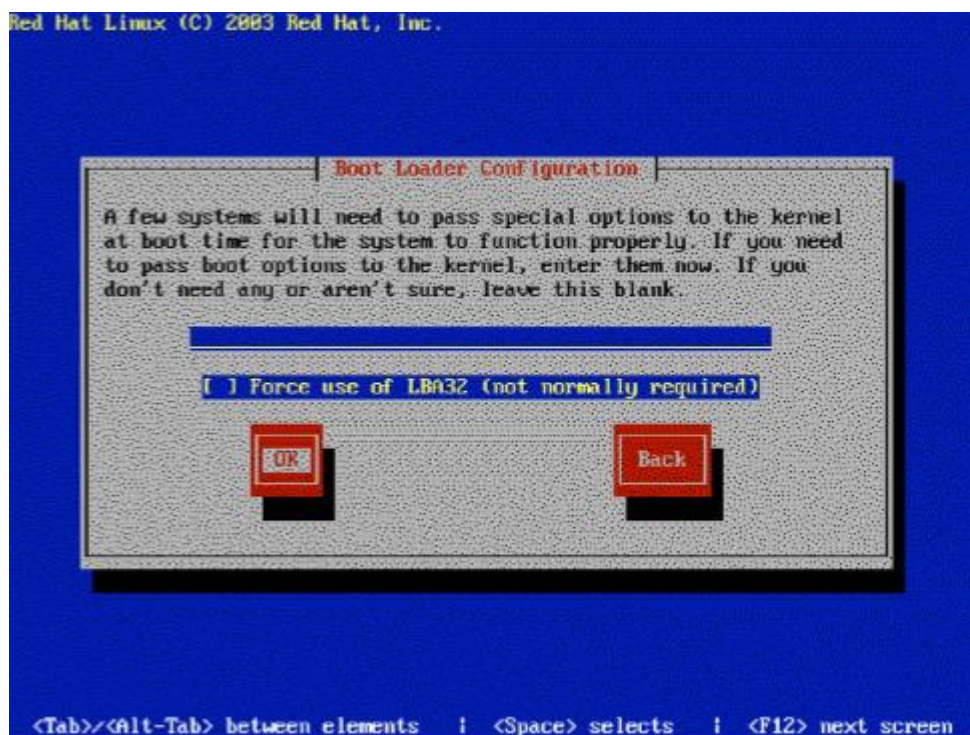 Red Hat Linux (C) 2003 Red Hat, Inc.
Boot Loader Configuration
A few systems will need to pass special options to the kernel
at boot time for the system to function properly. If you need
to pass boot options to the kernel, enter them now. If you
don't need any or aren't sure, leave this blank.
[ ] Force use of LBA32 (not normally required)
OK Back
<Tab>/<Alt-Tab> between elements | <Space> selects | <F12> next screen